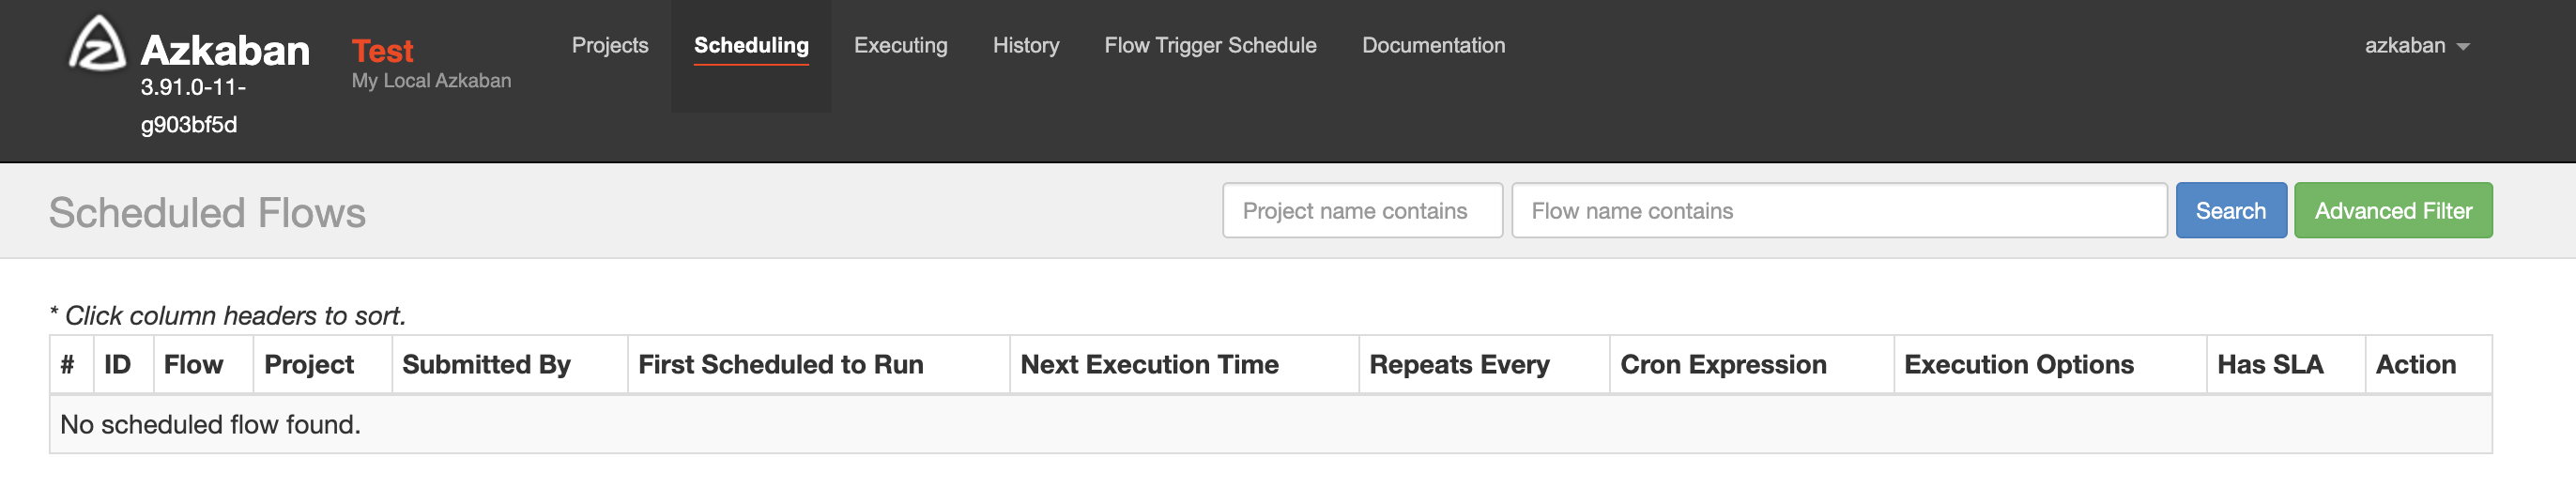 Azkaban
3.91.0-11-
g903bf5d
Test
My Local Azkaban
Projects
Scheduling
Executing
History
Flow Trigger Schedule
Documentation
azkaban
Scheduled Flows
Project name contains
Flow name contains
Search
Advanced Filter
* Click column headers to sort.
# ID Flow Project Submitted By First Scheduled to Run Next Execution Time Repeats Every Cron Expression Execution Options Has SLA Action
No scheduled flow found.